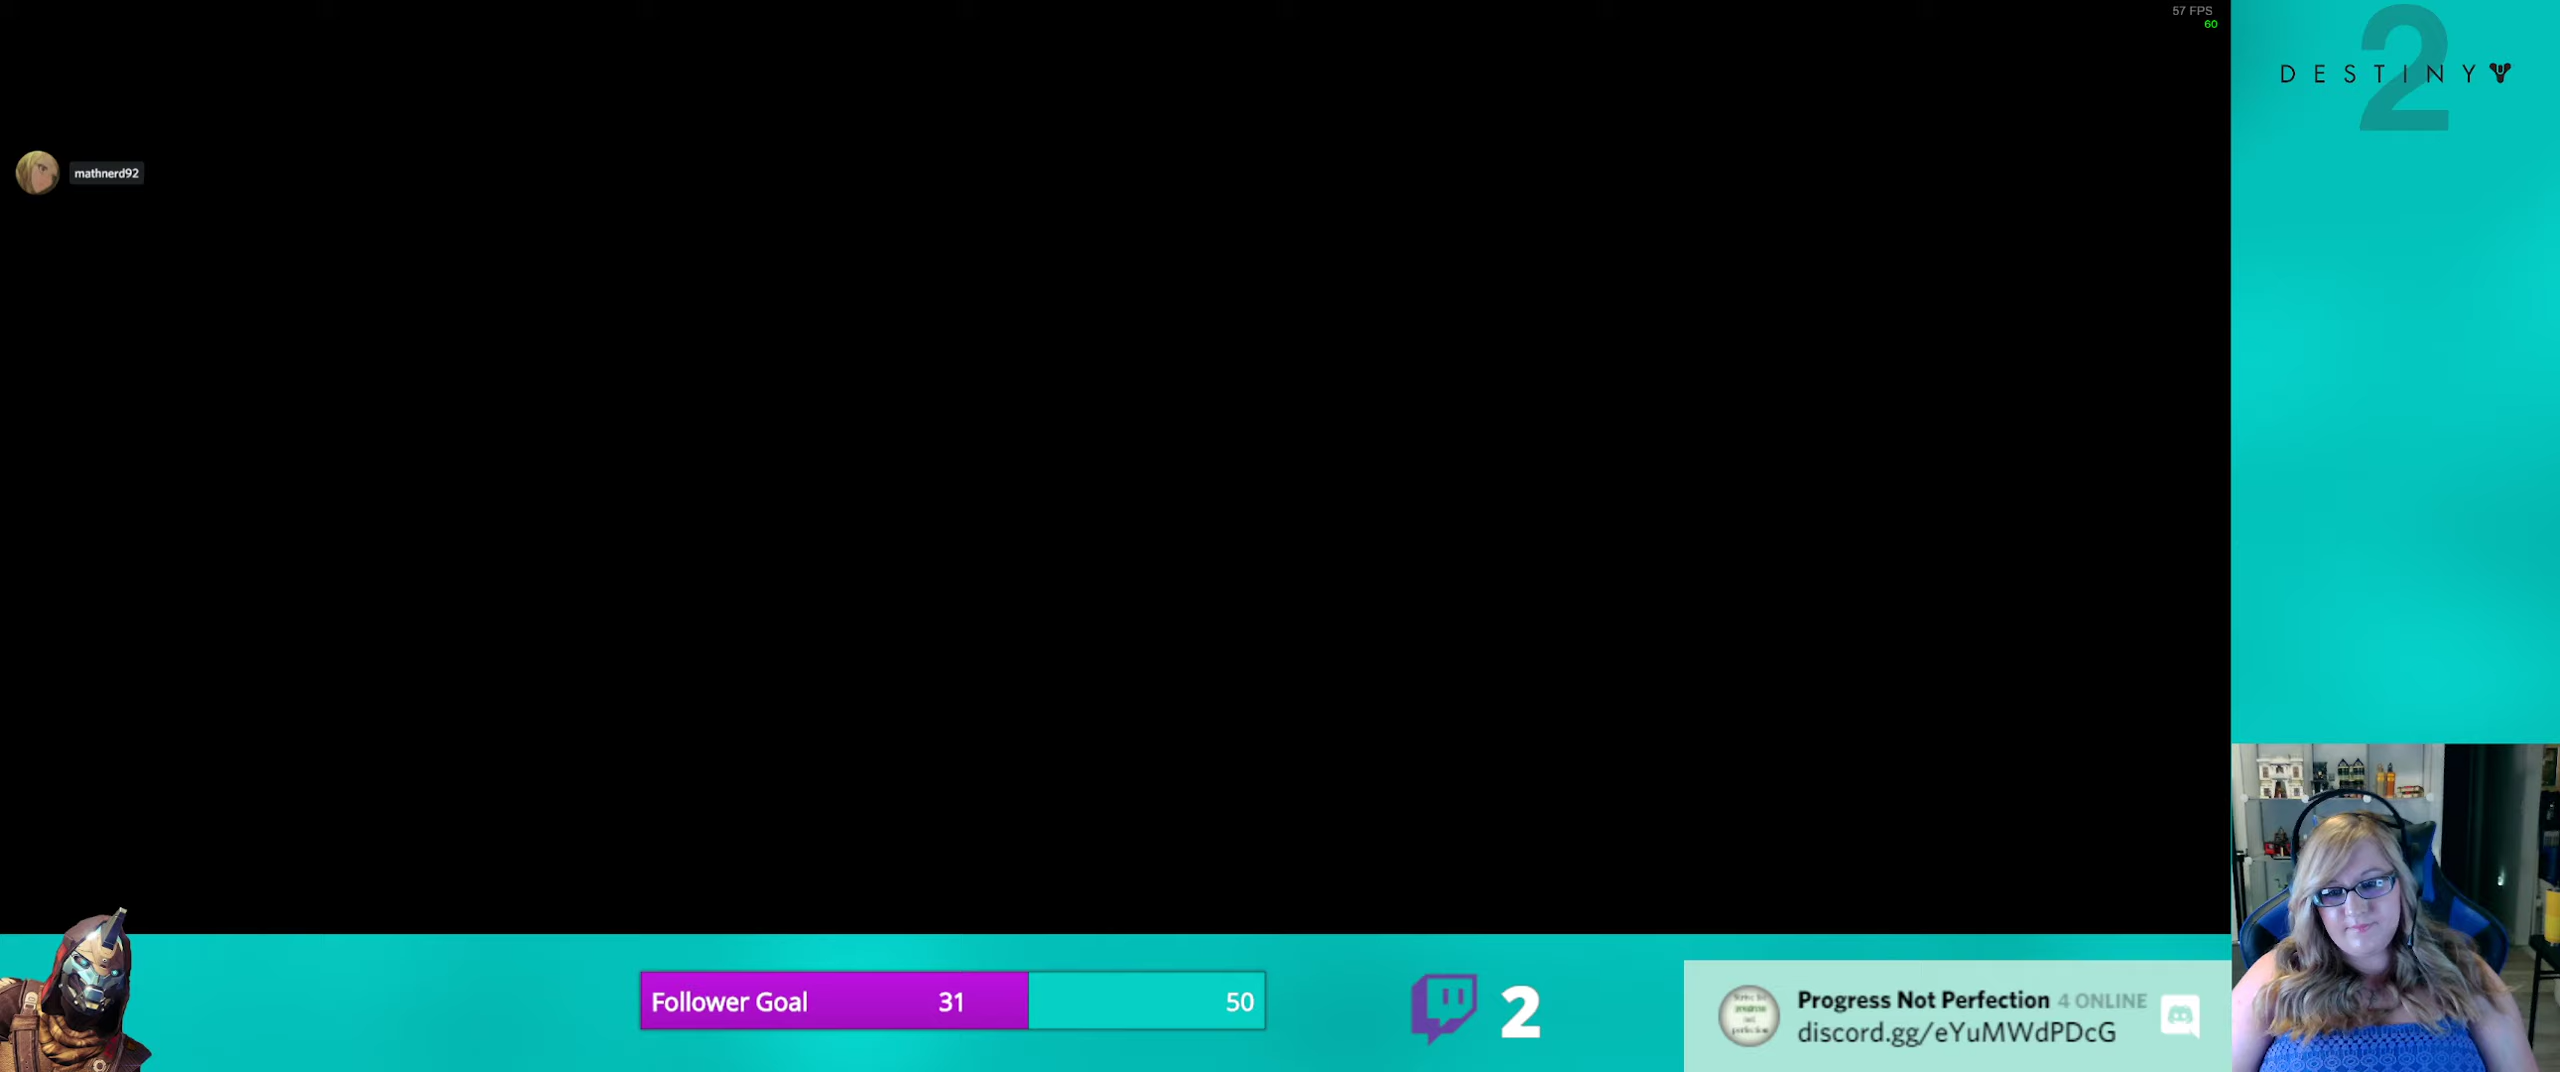 57 FPS
60
2
DESTINY
mathnerd92
Follower Goal 31 50
2
Progress Not Perfection 4 ONLINE
discord.gg/eYuMWdPDcG